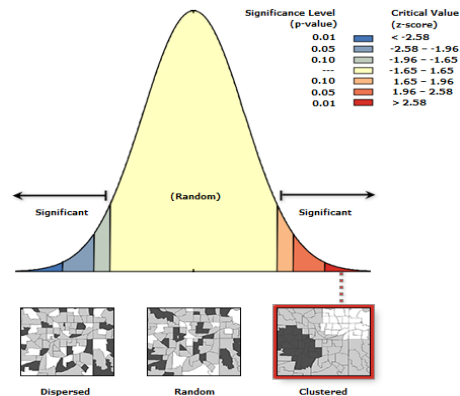 Significance Level
(p-value)
Critical Value
(z-score)
0.01 < -2.58
0.05 -2.58 – -1.96
0.10 -1.96 – -1.65
--- -1.65 – 1.65
0.10 1.65 – 1.96
0.05 1.96 – 2.58
0.01 > 2.58
Significant
(Random)
Significant
Dispersed
Random
Clustered